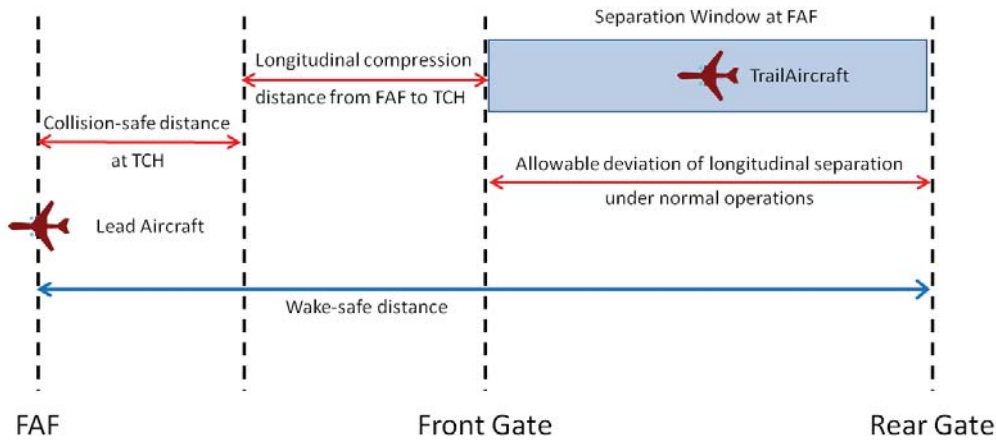 Separation Window at FAF
Longitudinal compression
distance from FAF to TCH
TrailAircraft
Collision-safe distance
at TCH
Allowable deviation of longitudinal separation
under normal operations
Lead Aircraft
Wake-safe distance
FAF
Front Gate
Rear Gate